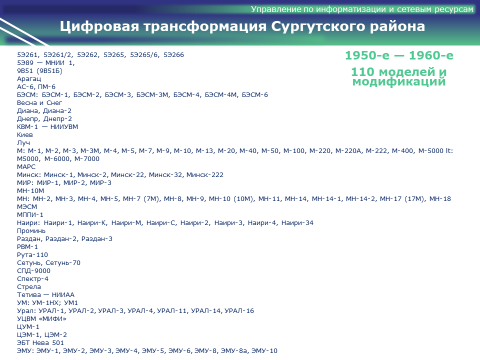 Управление по информатизации и сетевым ресурсам
Цифровая трансформация Сургутского района
1950-е — 1960-е
110 моделей и
модификаций
5Э261, 5Э261/2, 5Э262, 5Э265, 5Э265/6, 5Э266
5Э89 — МНИИ 1,
9В51 (9В51Б)
Арагац
АС-6, ПМ-6
БЭСМ: БЭСМ-1, БЭСМ-2, БЭСМ-3, БЭСМ-3М, БЭСМ-4, БЭСМ-4М, БЭСМ-6
Весна и Снег
Диана, Диана-2
Днепр, Днепр-2
КВМ-1 — НИИУВМ
Киев
Луч
М: М-1, М-2, М-3, М-3М, М-4, М-5, М-7, М-9, М-10, М-13, М-20, М-40, М-50, М-100, М-220, М-220А, М-222, М-400, М-5000 lt:
М5000, М-6000, М-7000
МАРС
Минск: Минск-1, Минск-2, Минск-22, Минск-32, Минск-222
МИР: МИР-1, МИР-2, МИР-3
МН-10М
МН: МН-2, МН-3, МН-4, МН-5, МН-7 (7М), МН-8, МН-9, МН-10 (10М), МН-11, МН-14, МН-14-1, МН-14-2, МН-17 (17М), МН-18
МЭСМ
МППИ-1
Наири: Наири-1, Наири-К, Наири-М, Наири-С, Наири-2, Наири-3, Наири-4, Наири-34
Проминь
Раздан, Раздан-2, Раздан-3
РВМ-1
Рута-110
Сетунь, Сетунь-70
СПД-9000
Спектр-4
Стрела
Тетива — НИИАА
УМ: УМ-1НХ; УМ1
Урал: УРАЛ-1, УРАЛ-2, УРАЛ-3, УРАЛ-4, УРАЛ-11, УРАЛ-14, УРАЛ-16
УЦВМ «МИФИ»
ЦУМ-1
ЦЭМ-1, ЦЭМ-2
ЭБТ Нева 501
ЭМУ: ЭМУ-1, ЭМУ-2, ЭМУ-3, ЭМУ-4, ЭМУ-5, ЭМУ-6, ЭМУ-8, ЭМУ-8а, ЭМУ-10